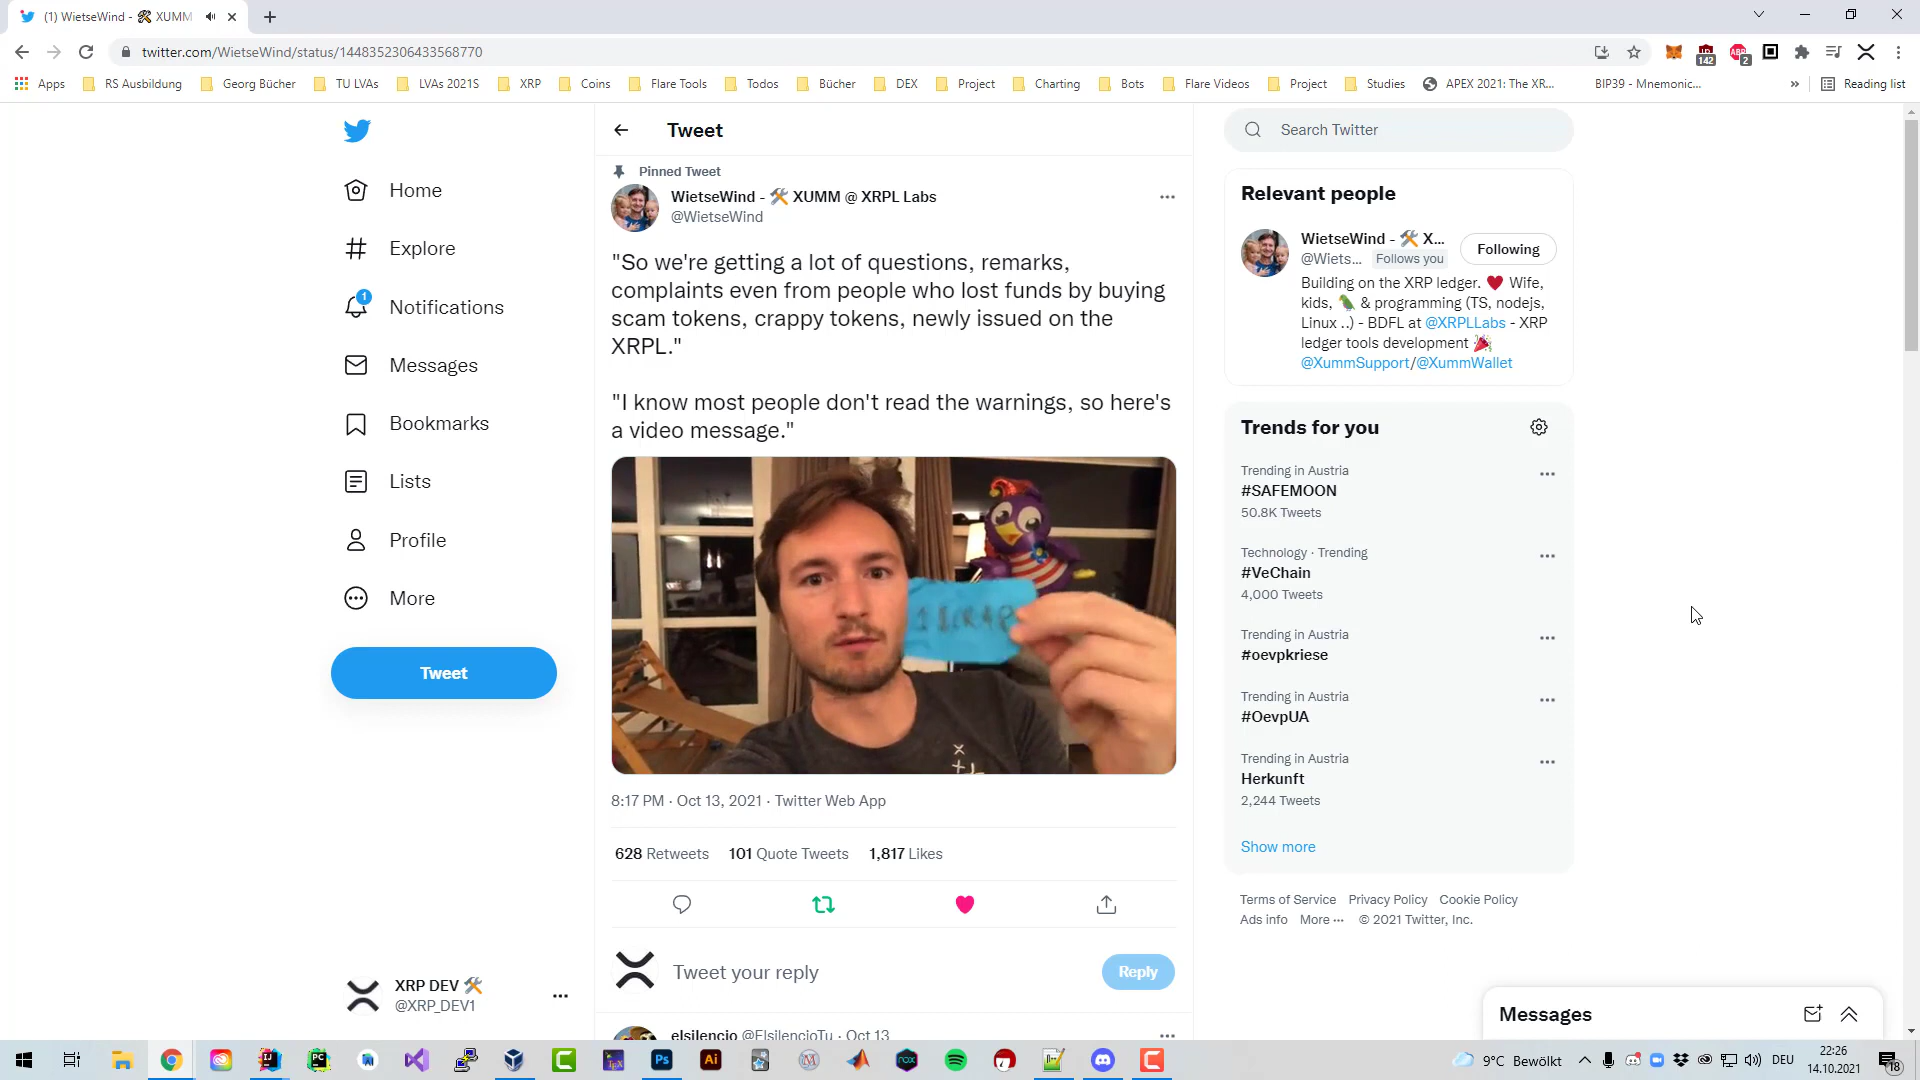 (1) WietseWind - 🛠 XUMM
twitter.com/WietseWind/status/1448352306433568770
142
2
Apps
RS Ausbildung
Georg Bücher
TU LVAs
LVAs 2021S
XRP
Coins
Flare Tools
Todos
Bücher
DEX
Project
Charting
Bots
Flare Videos
Project
Studies
APEX 2021: The XR...
BIP39 - Mnemonic...
»
Reading list
Home
Explore
1
Notifications
Messages
Bookmarks
Lists
Profile
More
Tweet
XRP DEV 🛠
@XRP_DEV1
Tweet
Pinned Tweet
WietseWind - 🛠 XUMM @ XRPL Labs
@WietseWind
"So we're getting a lot of questions, remarks,
complaints even from people who lost funds by buying
scam tokens, crappy tokens, newly issued on the
XRPL."
"I know most people don't read the warnings, so here's
a video message."
8:17 PM · Oct 13, 2021 · Twitter Web App
628 Retweets 101 Quote Tweets 1,817 Likes
Tweet your reply
Reply
elsilencio @ElsilencioTu · Oct 13
Search Twitter
Relevant people
WietseWind - 🛠 X...
@Wiets... Follows you
Following
Building on the XRP ledger. ❤ Wife,
kids, 🦜 & programming (TS, nodejs,
Linux ..) - BDFL at @XRPLLabs - XRP
ledger tools development 🎉
@XummSupport/@XummWallet
Trends for you
Trending in Austria
#SAFEMOON
50.8K Tweets
Technology · Trending
#VeChain
4,000 Tweets
Trending in Austria
#oevpkriese
Trending in Austria
#OevpUA
Trending in Austria
Herkunft
2,244 Tweets
Show more
Terms of Service Privacy Policy Cookie Policy
Ads info More ··· © 2021 Twitter, Inc.
Messages
9°C Bewölkt
DEU
22:26
14.10.2021
18